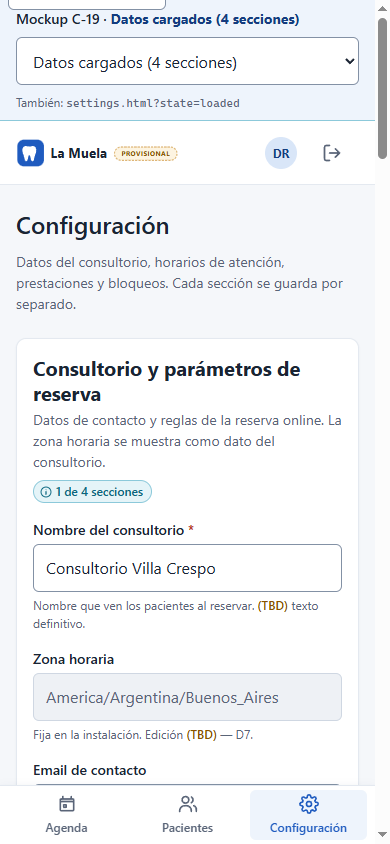 Mockup C-19 · Datos cargados (4 secciones)
Datos cargados (4 secciones)
También: settings.html?state=loaded
La Muela
PROVISIONAL
DR
Configuración
Datos del consultorio, horarios de atención,
prestaciones y bloqueos. Cada sección se guarda por
separado.
Consultorio y parámetros de
reserva
Datos de contacto y reglas de la reserva online. La
zona horaria se muestra como dato del
consultorio.
1 de 4 secciones
Nombre del consultorio *
Consultorio Villa Crespo
Nombre que ven los pacientes al reservar. (TBD) texto
definitivo.
Zona horaria
America/Argentina/Buenos_Aires
Fija en la instalación. Edición (TBD) — D7.
Email de contacto
Agenda
Pacientes
Configuración